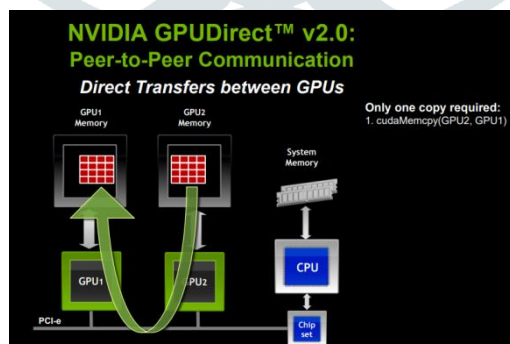 NVIDIA GPUDirect™ v2.0:
Peer-to-Peer Communication
Direct Transfers between GPUs
GPU1
Memory
GPU2
Memory
System
Memory
Only one copy required:
1. cudaMemcpy(GPU2, GPU1)
GPU1
GPU2
CPU
PCI-e
Chip
set